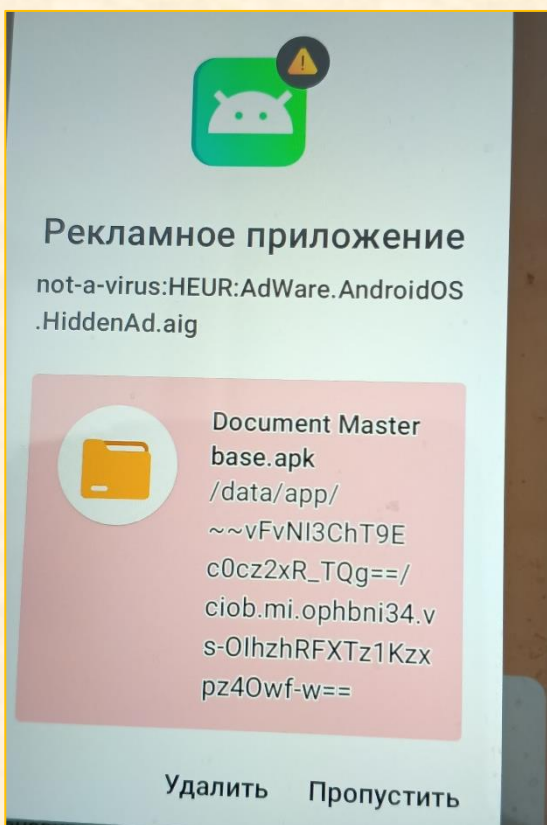 Рекламное приложение
not-a-virus:HEUR:AdWare.AndroidOS
.HiddenAd.aig
Document Master
base.apk
/data/app/
~~vFvNI3ChT9E
c0cz2xR_TQg==/
ciob.mi.ophbni34.v
s-OlhzhRFXTz1Kzx
pz4Owf-w==
Удалить Пропустить